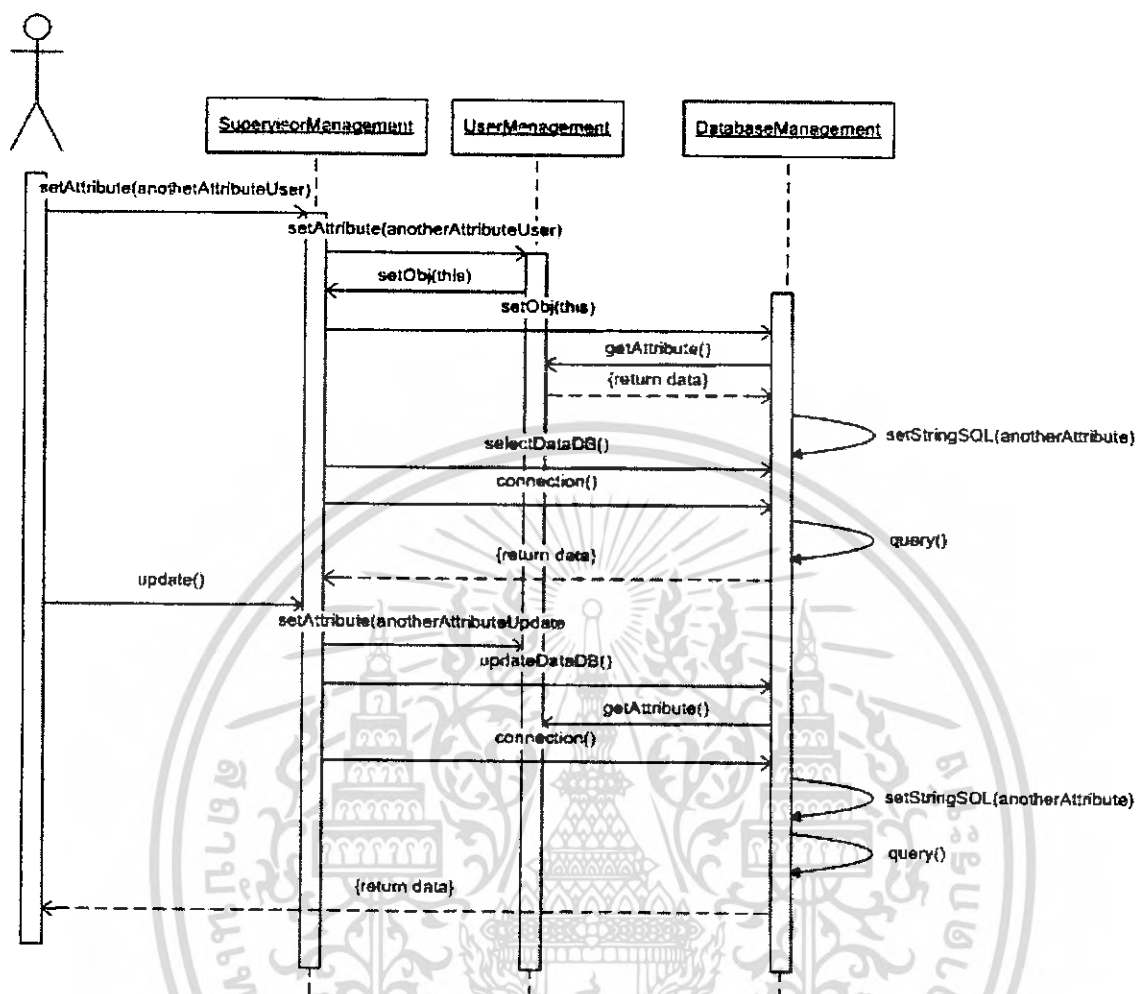 SupervisorManagement
UserManagement
DatabaseManagement
setAttribute(anothetAttributeUser)
setAttribute(anotherAttributeUser)
setObj(this)
setObj(this)
getAttribute()
{return data}
setStringSQL(anotherAttribute)
selectDataDB()
connection()
query()
{return data}
update()
setAttribute(anotherAttributeUpdate
updateDataDB()
getAttribute()
connection()
setStringSQL(anotherAttribute)
query()
{return data}